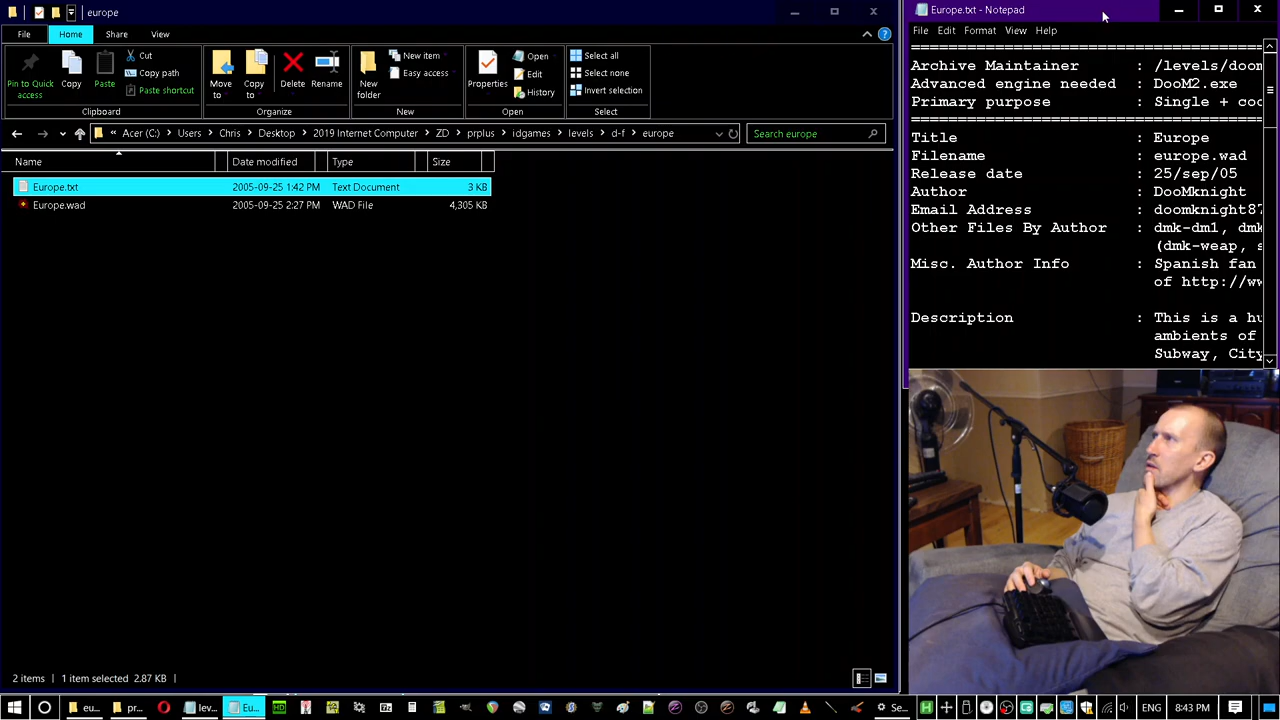 europe
File
Home
Share
View
Pin to Quick
access
Copy
Paste
Cut
Copy path
Paste shortcut
Clipboard
Move
to
Copy
to
Delete
Rename
Organize
New
folder
New item
Easy access
New
Properties
Open
Edit
History
Open
Select all
Select none
Invert selection
Select
« Acer (C:) > Users > Chris > Desktop > 2019 Internet Computer > ZD > prplus > idgames > levels > d-f > europe
Search europe
Name Date modified Type Size
Europe.txt 2005-09-25 1:42 PM Text Document 3 KB
Europe.wad 2005-09-25 2:27 PM WAD File 4,305 KB
2 items 1 item selected 2.87 KB
Europe.txt - Notepad
File Edit Format View Help
Archive Maintainer : /levels/doom
Advanced engine needed : DooM2.exe
Primary purpose : Single + coo
Title : Europe
Filename : europe.wad
Release date : 25/sep/05
Author : DooMknight
Email Address : doomknight87
Other Files By Author : dmk-dm1, dmk
(dmk-weap, s
Misc. Author Info : Spanish fan
of http://ww
Description : This is a hu
ambients of
Subway, City
eu...
pr...
lev...
Eu...
HD
Se...
ENG
8:43 PM